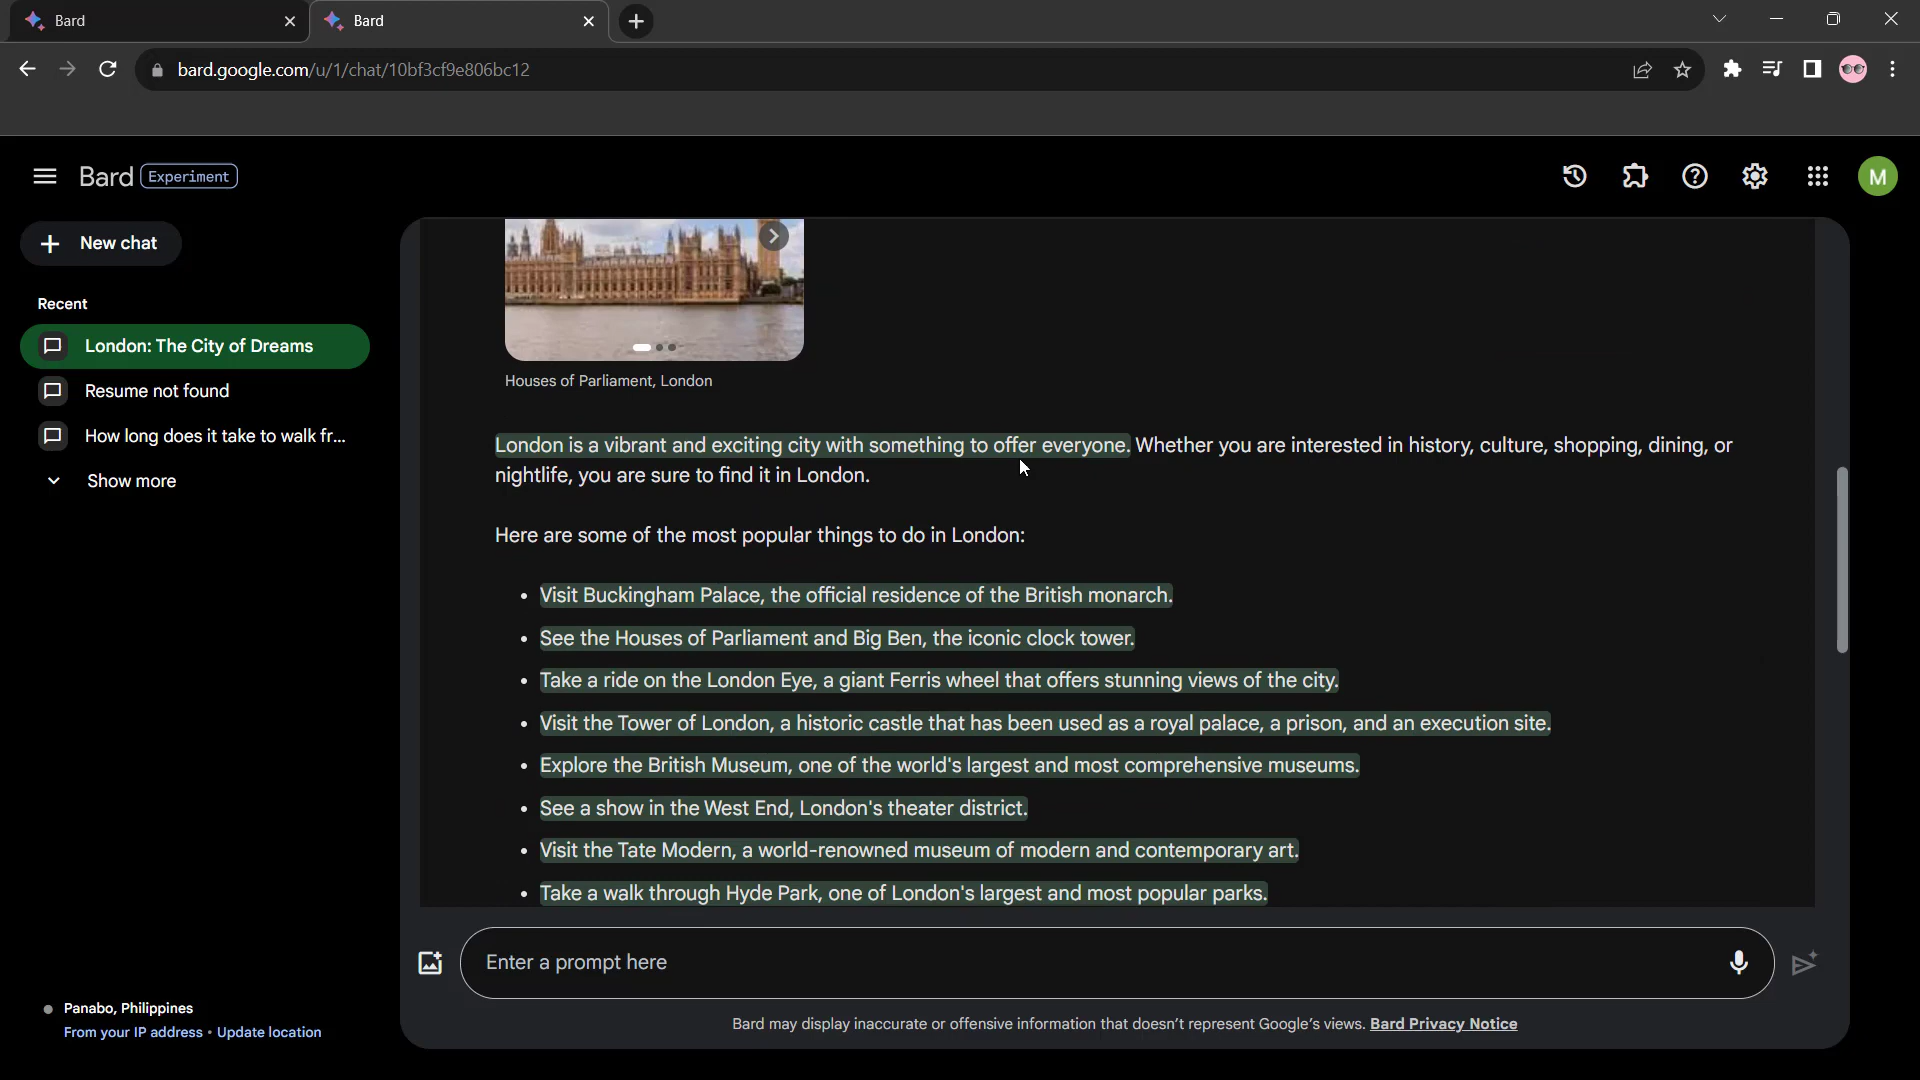 Bard
Bard
bard.google.com/u/1/chat/10bf3cf9e806bc12
Bard Experiment
M
New chat
Recent
London: The City of Dreams
Resume not found
How long does it take to walk fr...
Show more
Houses of Parliament, London
London is a vibrant and exciting city with something to offer everyone. Whether you are interested in history, culture, shopping, dining, or
nightlife, you are sure to find it in London.
Here are some of the most popular things to do in London:
• Visit Buckingham Palace, the official residence of the British monarch.
• See the Houses of Parliament and Big Ben, the iconic clock tower.
• Take a ride on the London Eye, a giant Ferris wheel that offers stunning views of the city.
• Visit the Tower of London, a historic castle that has been used as a royal palace, a prison, and an execution site.
• Explore the British Museum, one of the world's largest and most comprehensive museums.
• See a show in the West End, London's theater district.
• Visit the Tate Modern, a world-renowned museum of modern and contemporary art.
• Take a walk through Hyde Park, one of London's largest and most popular parks.
Enter a prompt here
Panabo, Philippines
From your IP address • Update location
Bard may display inaccurate or offensive information that doesn't represent Google's views. Bard Privacy Notice